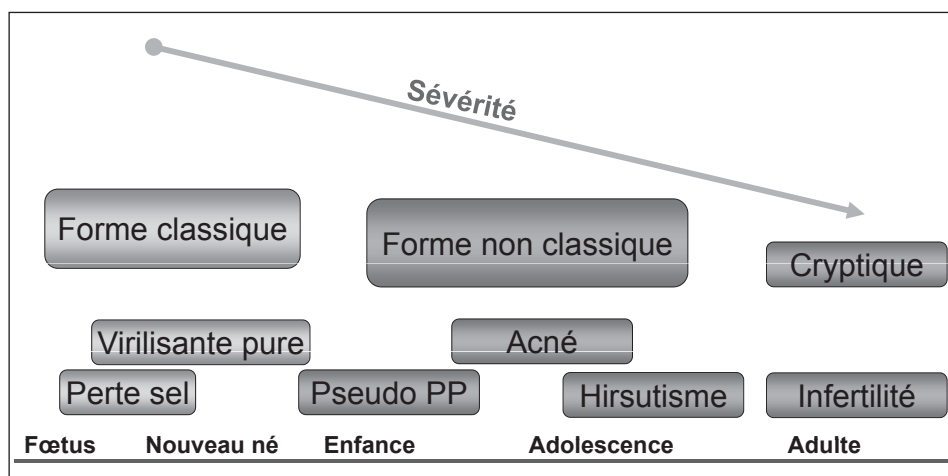 Sévérité
Forme classique
Forme non classique
Cryptique
Virilisante pure
Acné
Perte sel
Pseudo PP
Hirsutisme
Infertilité
Fœtus Nouveau né Enfance Adolescence Adulte